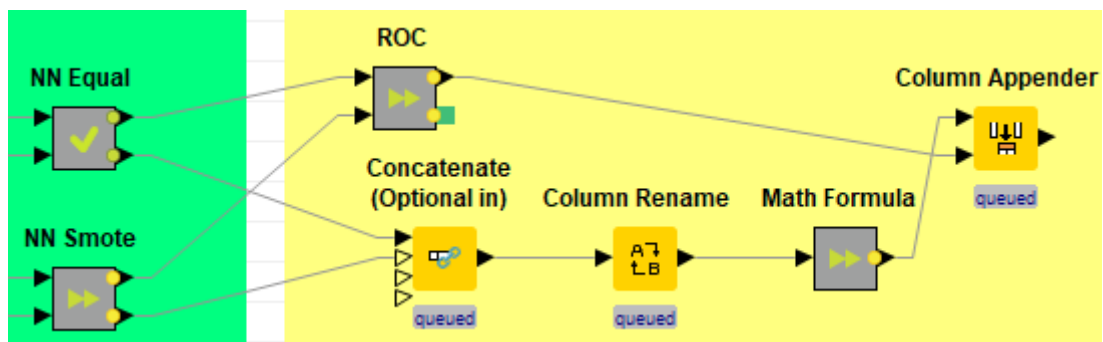 ROC
NN Equal
Column Appender
Concatenate
(Optional in)
Column Rename
Math Formula
queued
NN Smote
A
B
queued
queued